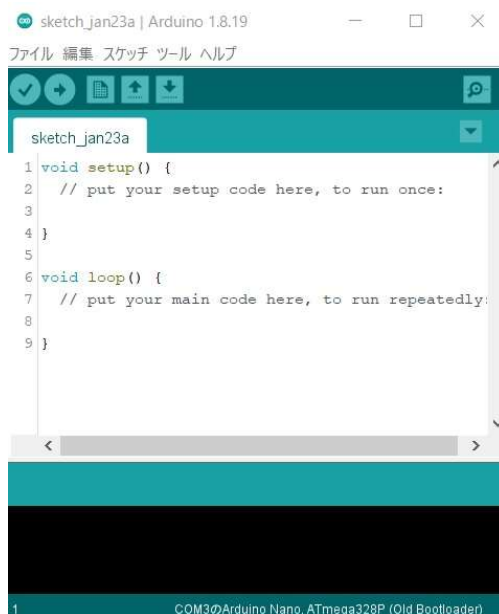 sketch_jan23a | Arduino 1.8.19
ファイル 編集 スケッチ ツール ヘルプ
sketch_jan23a
1 void setup() {
2   // put your setup code here, to run once:
3
4 }
5
6 void loop() {
7   // put your main code here, to run repeatedly:
8
9 }
1 COM3のArduino Nano, ATmega328P (Old Bootloader)